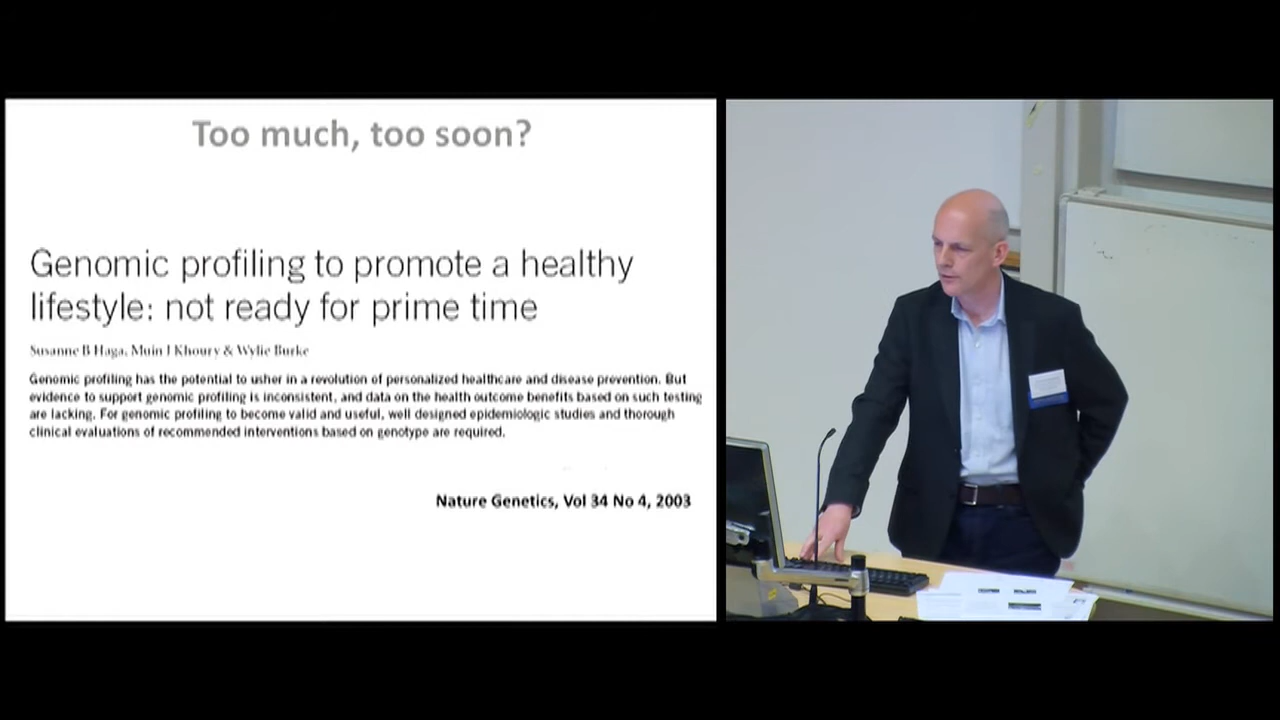 Too much, too soon?
Genomic profiling to promote a healthy
lifestyle: not ready for prime time
Susanne B Haga, Muin J Khoury & Wylie Burke
Genomic profiling has the potential to usher in a revolution of personalized healthcare and disease prevention. But
evidence to support genomic profiling is inconsistent, and data on the health outcome benefits based on such testing
are lacking. For genomic profiling to become valid and useful, well designed epidemiologic studies and thorough
clinical evaluations of recommended interventions based on genotype are required.
Nature Genetics, Vol 34 No 4, 2003